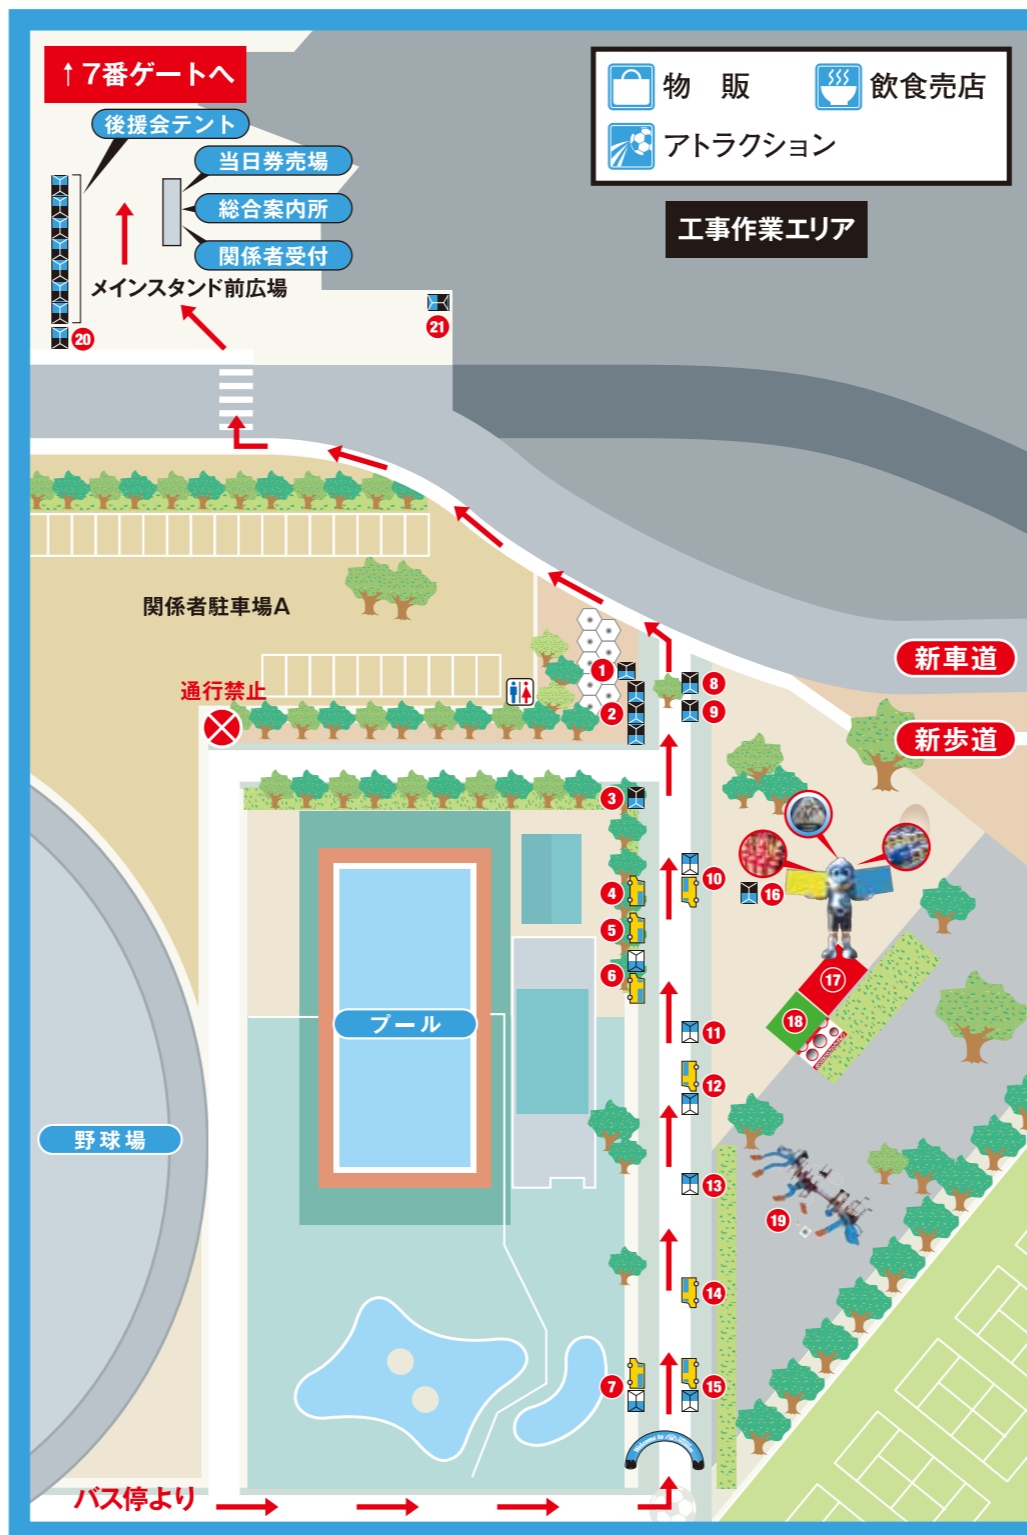 ↑7番ゲートへ
物 販
飲食売店
アトラクション
後援会テント
当日券売場
総合案内所
関係者受付
工事作業エリア
メインスタンド前広場
21
20
関係者駐車場A
新車道
1
8
通行禁止
2
9
新歩道
3
4
10
16
5
6
17
18
プール
11
12
野球場
13
19
14
7
15
Welcome to
バス停より